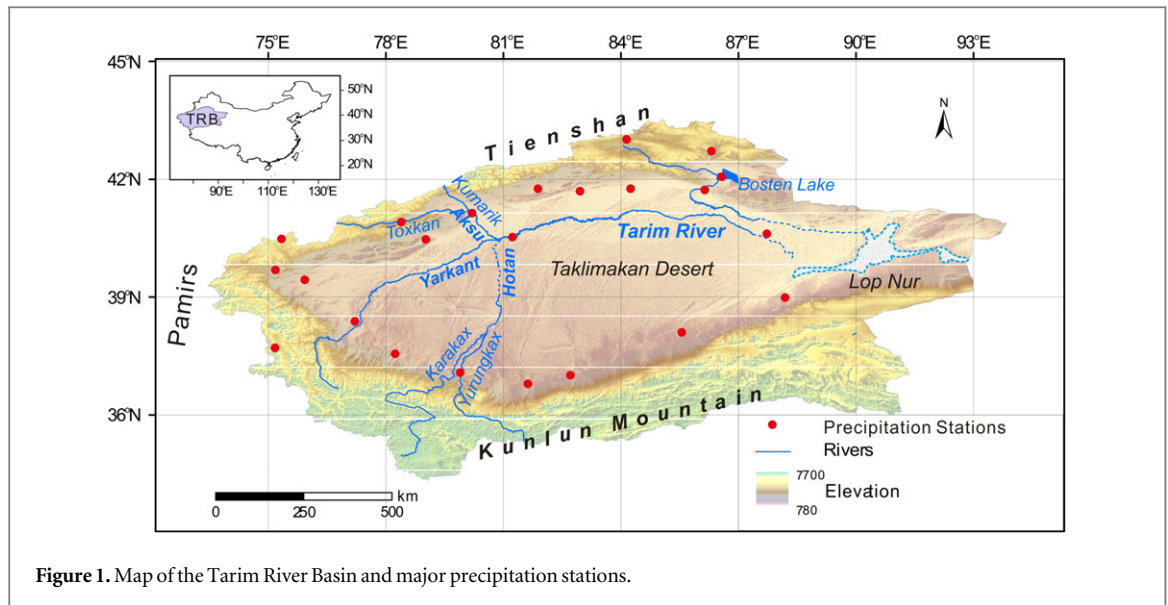 75°E 78°E 81°E 84°E 87°E 90°E 93°E
45°N
50°N
40°N
30°N
20°N
TRB
90°E 110°E 130°E
N
Tienshan
42°N
Bosten Lake
Kumarik
Toxkan
Aksu
Tarim River
Yarkant
Hotan
Taklimakan Desert
Lop Nur
Pamirs
39°N
Karakax
Yurungkax
36°N
Kunlun Mountain
Precipitation Stations
Rivers
7700
Elevation
780
km
0 250 500
Figure 1. Map of the Tarim River Basin and major precipitation stations.